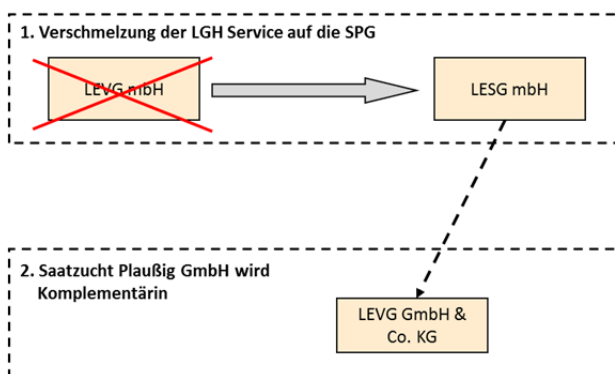 1. Verschmelzung der LGH Service auf die SPG
LEVG mbH
LESG mbH
2. Saatzucht Plaußig GmbH wird
Komplementärin
LEVG GmbH &
Co. KG